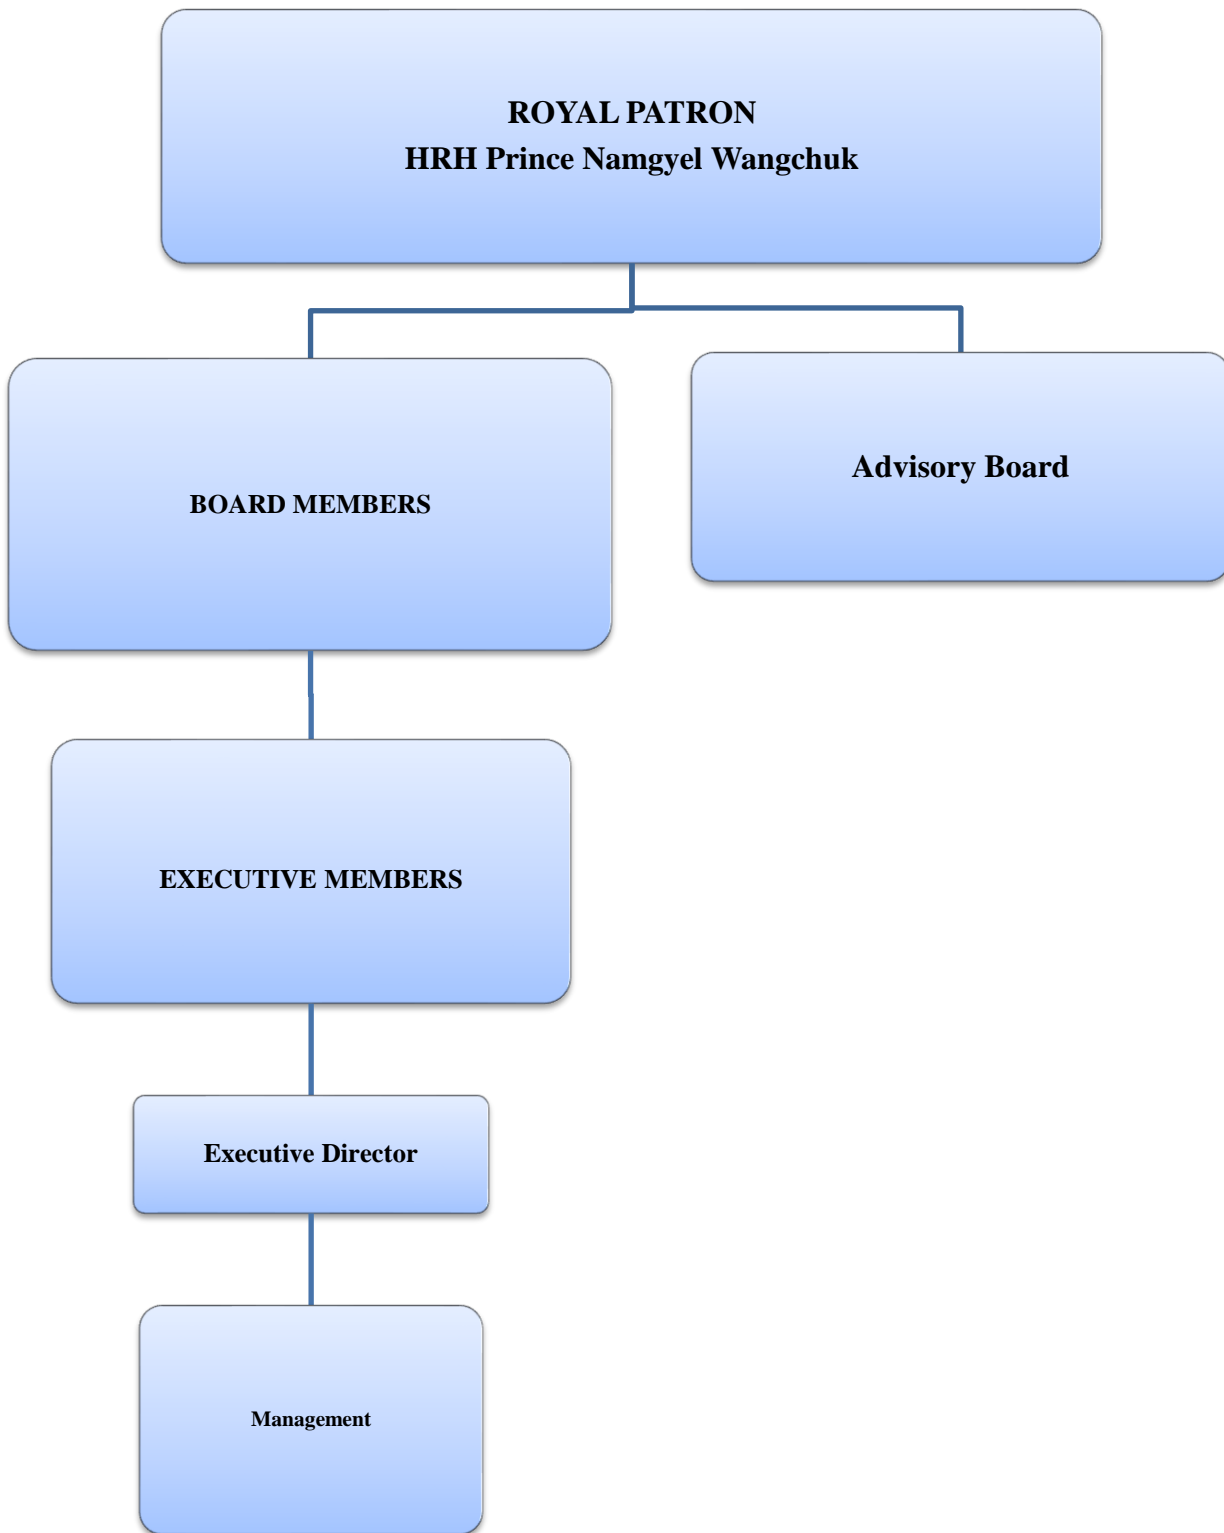 ROYAL PATRON
HRH Prince Namgyel Wangchuk
BOARD MEMBERS
Advisory Board
EXECUTIVE MEMBERS
Executive Director
Management